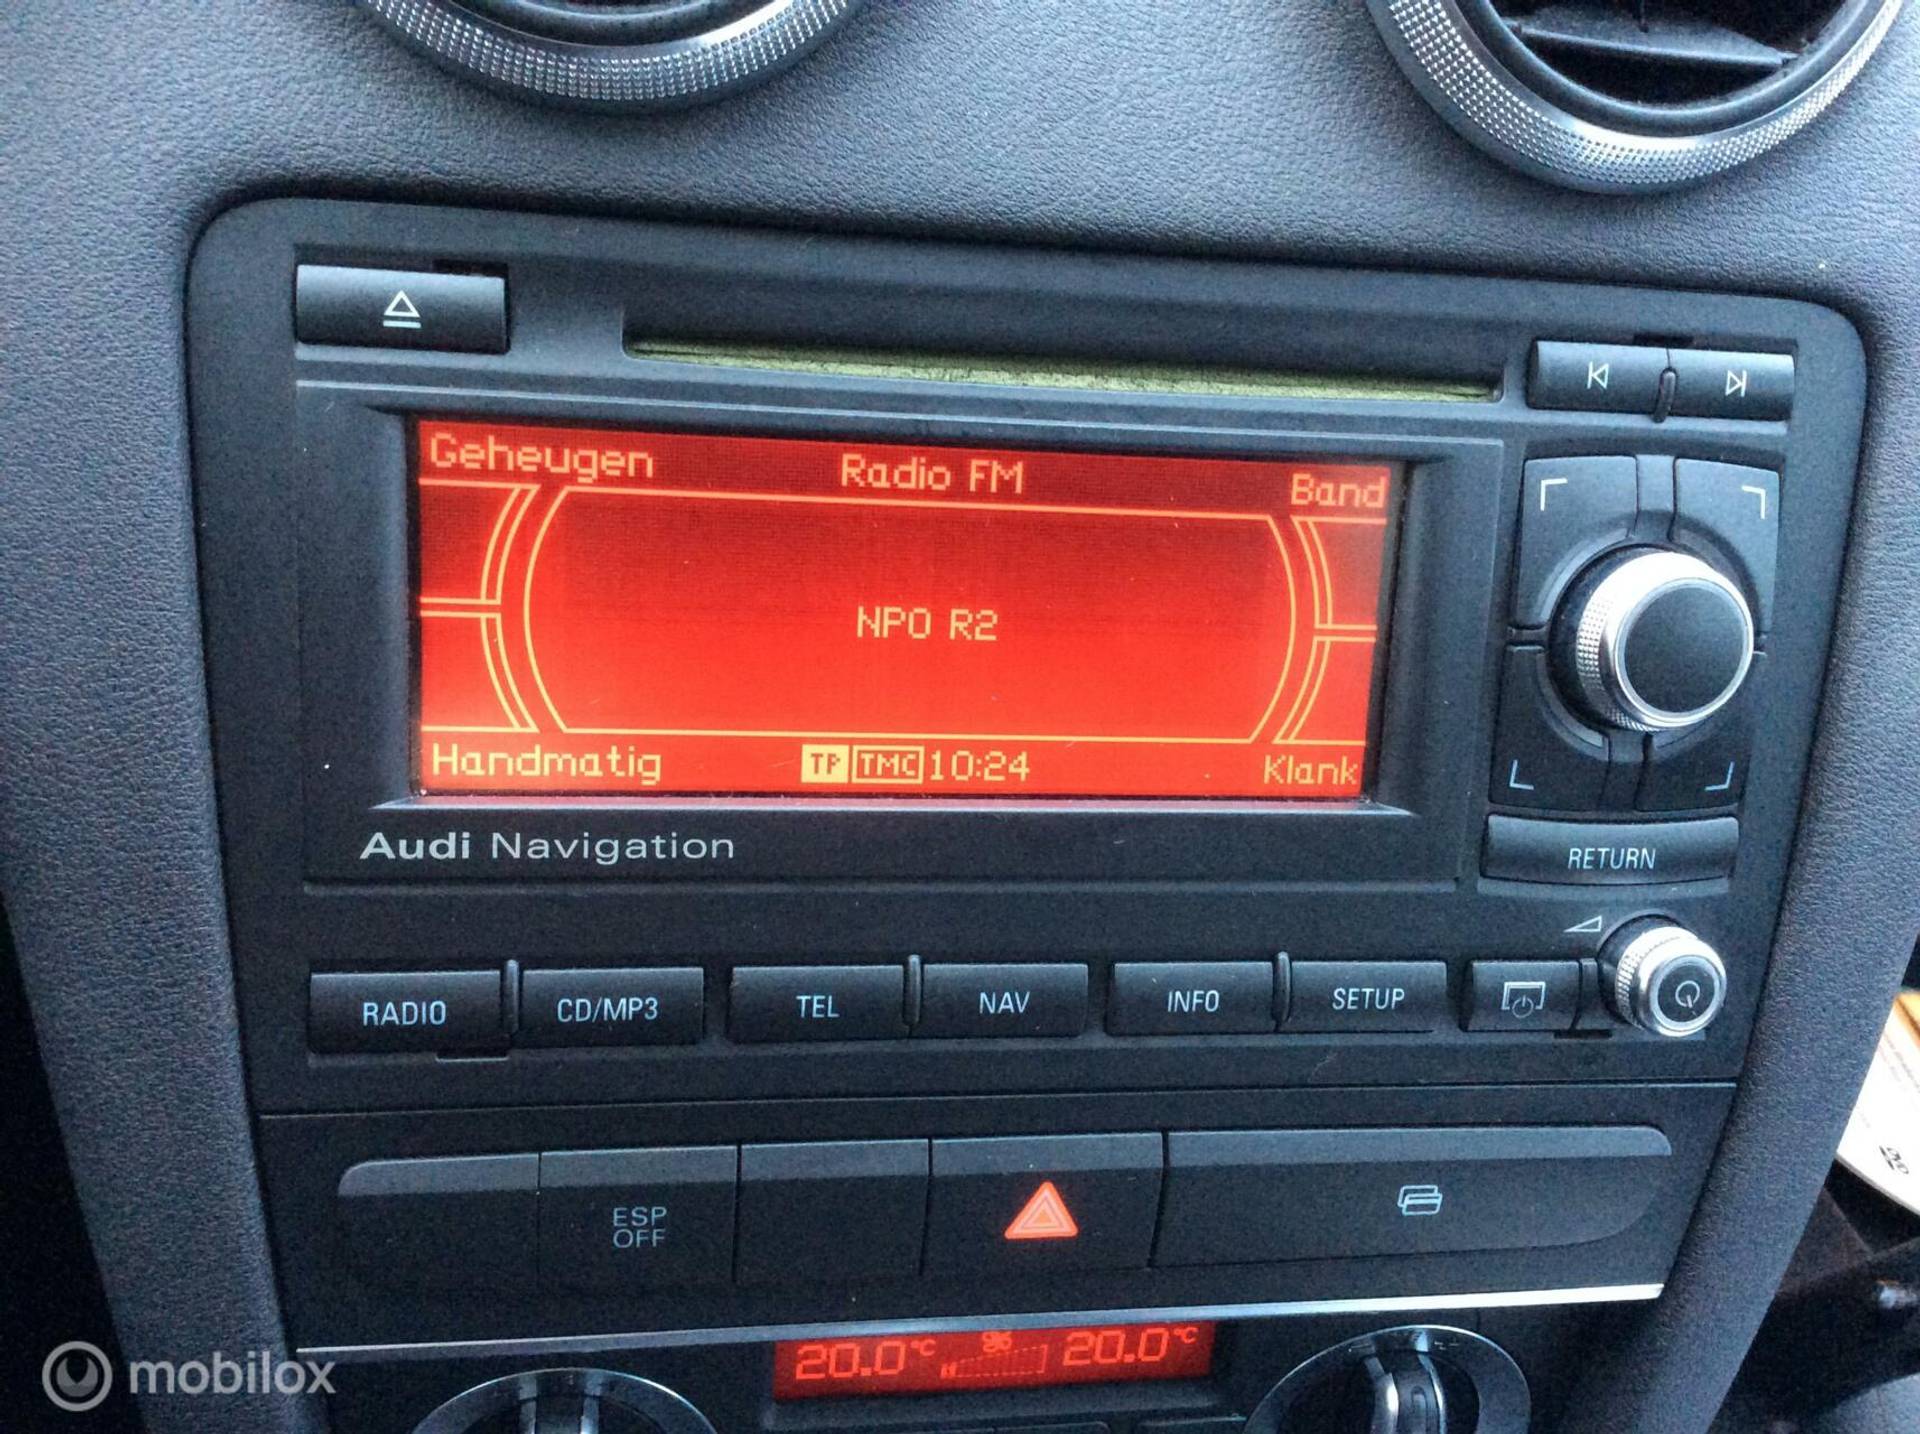 Geheugen Radio FM Band
NPO R2
Handmatig TP TMC 10:24 Klank
Audi Navigation
RETURN
RADIO CD/MP3 TEL NAV INFO SETUP
ESP
OFF
20.0°C 20.0°C
mobilox